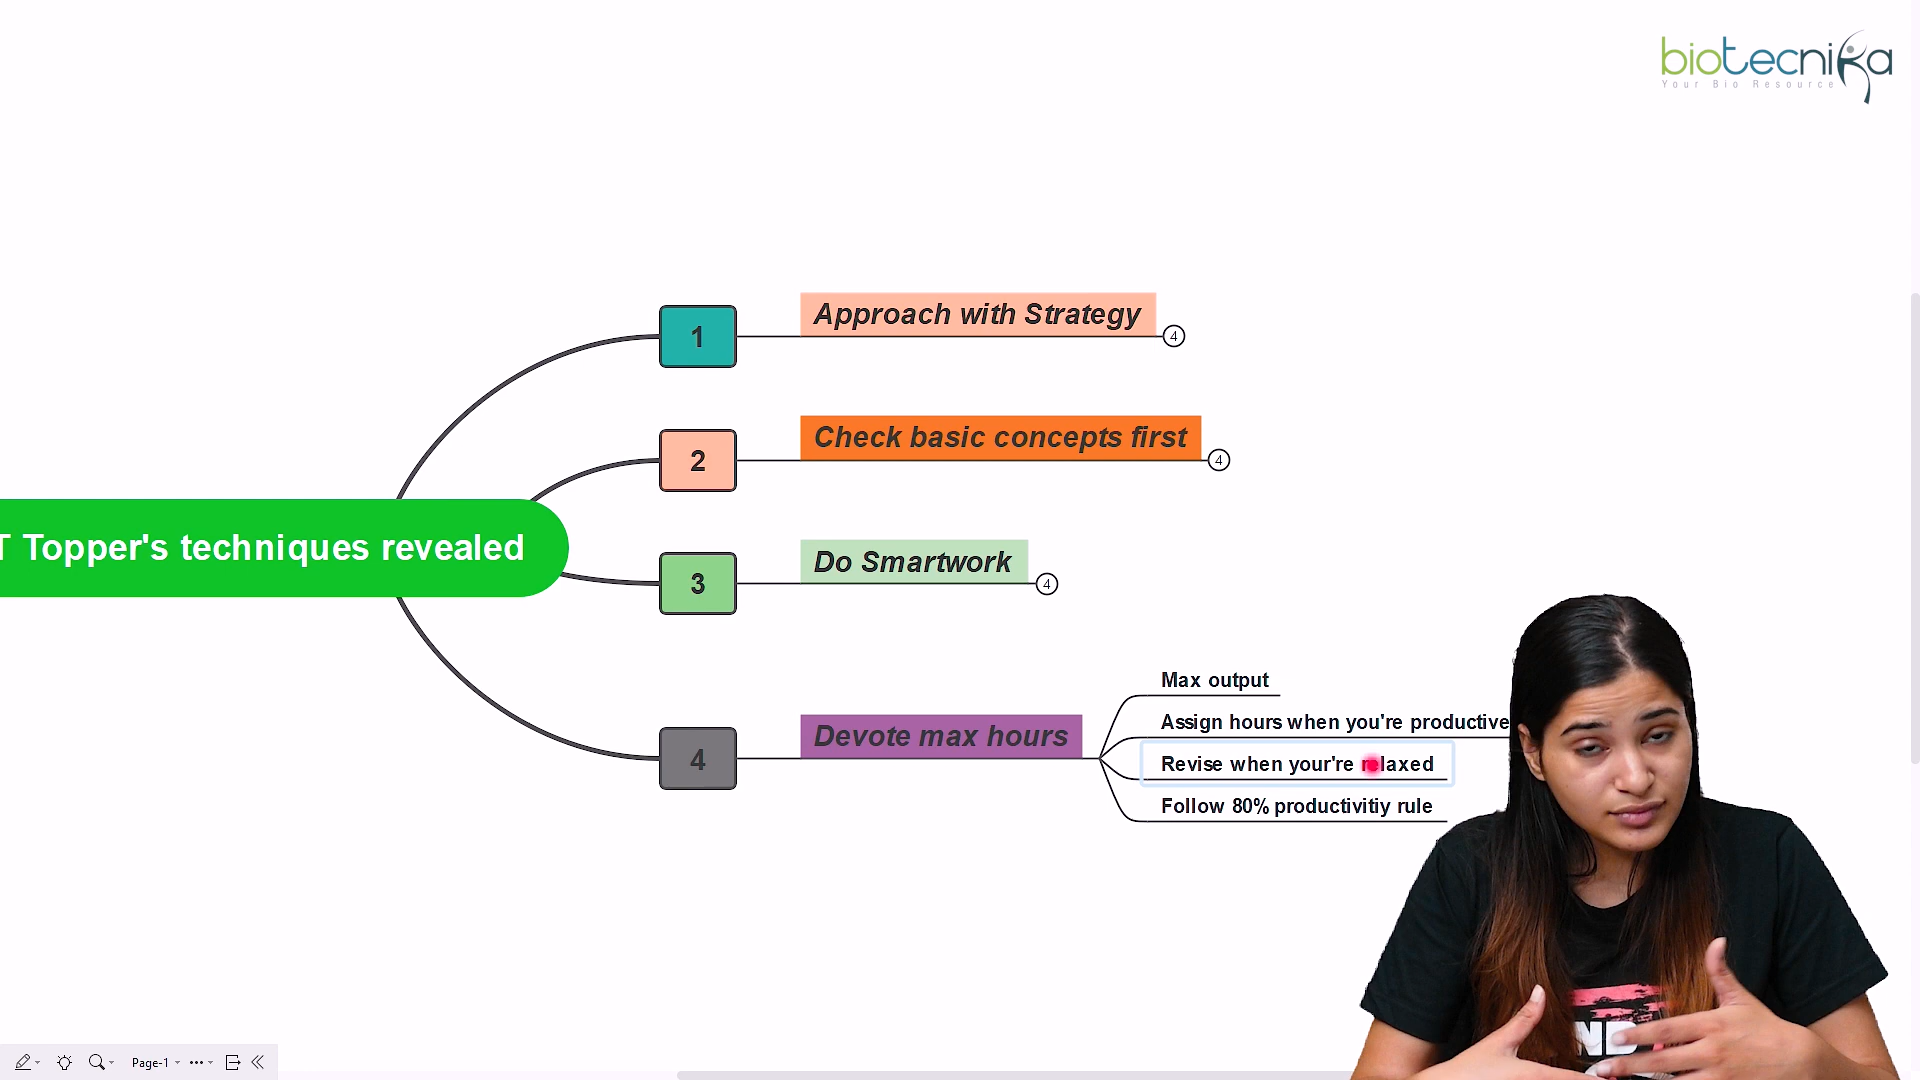 biotecnika
Your Bio Resource
1
Approach with Strategy
4
2
Check basic concepts first
4
T Topper's techniques revealed
3
Do Smartwork
4
4
Devote max hours
Max output
Assign hours when you're productive
Revise when your're relaxed
Follow 80% productivitiy rule
ND
Page-1